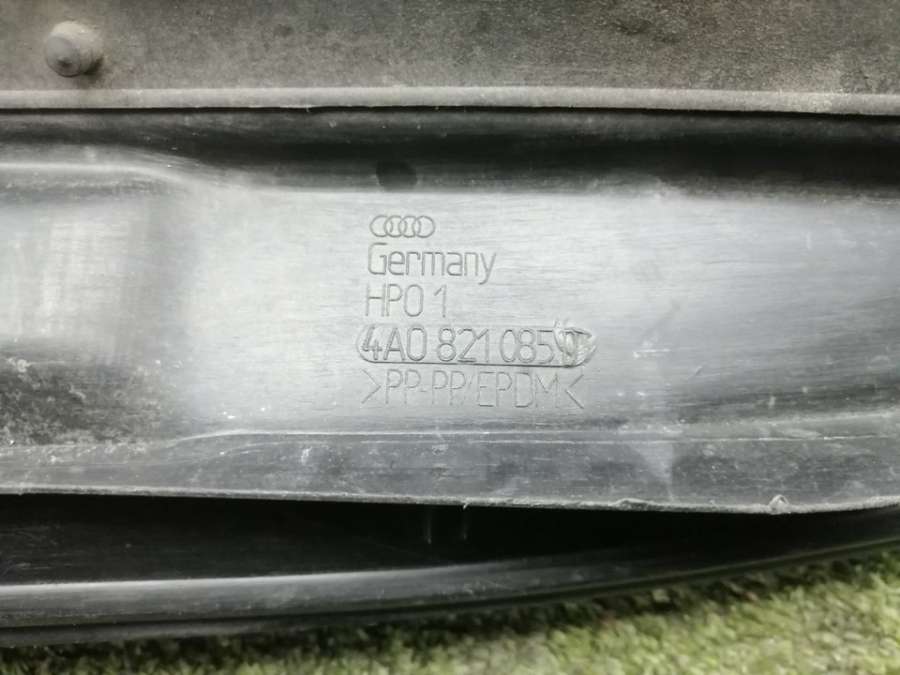 Germany
HPO 1
4A0 821 085
>PP-PP/EPDM<